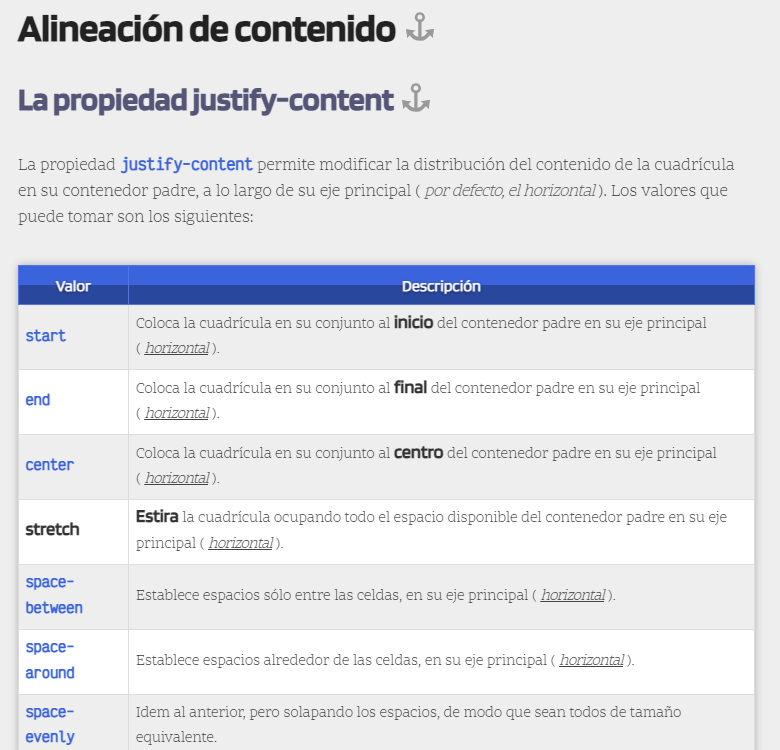 Alineación de contenido
La propiedad justify-content
La propiedad justify-content permite modificar la distribución del contenido de la cuadrícula
en su contenedor padre, a lo largo de su eje principal ( por defecto, el horizontal ). Los valores que
puede tomar son los siguientes:
Valor Descripción
start Coloca la cuadrícula en su conjunto al inicio del contenedor padre en su eje principal
( horizontal ).
end Coloca la cuadrícula en su conjunto al final del contenedor padre en su eje principal
( horizontal ).
center Coloca la cuadrícula en su conjunto al centro del contenedor padre en su eje principal
( horizontal ).
stretch Estira la cuadrícula ocupando todo el espacio disponible del contenedor padre en su eje
principal ( horizontal ).
space-
between Establece espacios sólo entre las celdas, en su eje principal ( horizontal ).
space-
around Establece espacios alrededor de las celdas, en su eje principal ( horizontal ).
space- Idem al anterior, pero solapando los espacios, de modo que sean todos de tamaño
evenly equivalente.